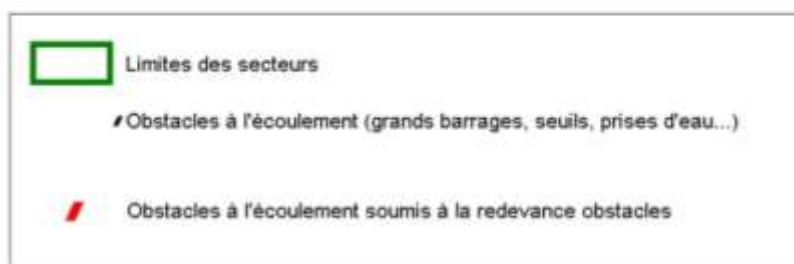 Limites des secteurs
Obstacles à l'écoulement (grands barrages, seuils, prises d'eau...)
Obstacles à l'écoulement soumis à la redevance obstacles